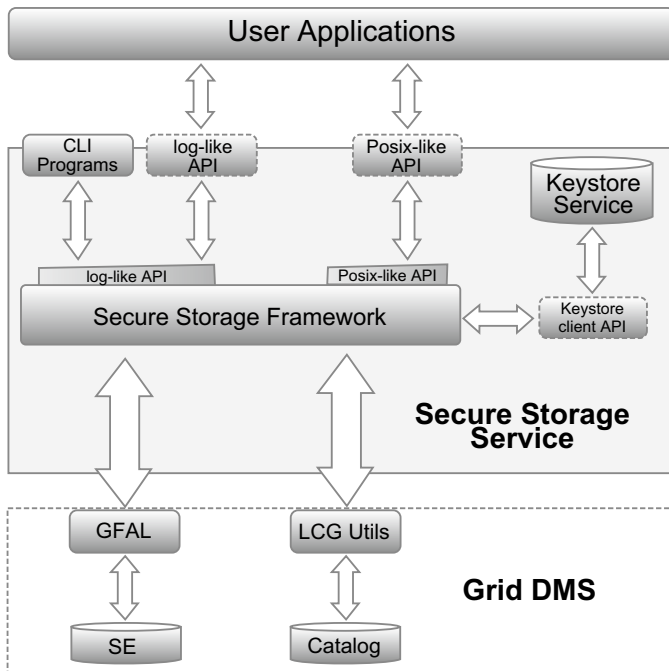 User Applications
CLI
Programs
log-like
API
Posix-like
API
Keystore
Service
log-like API
Posix-like API
Secure Storage Framework
Keystore
client API
Secure Storage
Service
GFAL
LCG Utils
Grid DMS
SE
Catalog